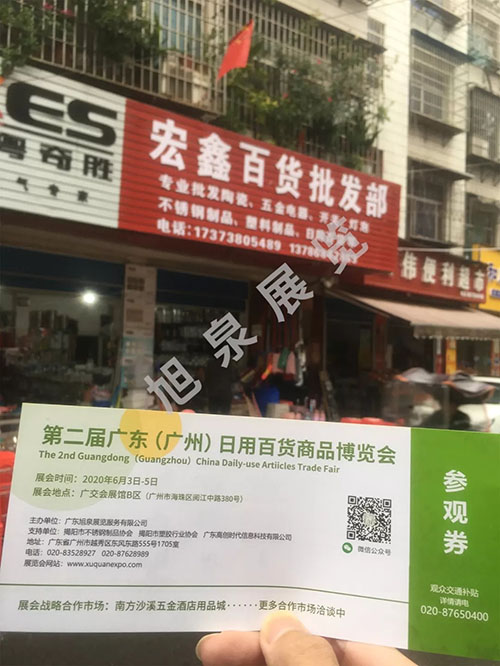 ES
粤商胜
气专家
宏鑫百货批发部
专业批发陶瓷、五金电器、开关、灯泡
不锈钢制品、塑料制品、日用
电话:17373805489 13786
伟便利超市
旭泉展览
第二届广东（广州）日用百货商品博览会
The 2nd Guangdong（Guangzhou）China Daily-use Artiicles Trade Fair
展会时间：2020年6月3日-5日
展会地点：广交会展馆B区（广州市海珠区阅江中路380号）
主办单位：广东旭泉展览服务有限公司
支持单位：揭阳市不锈钢制品协会 揭阳市塑胶行业协会 广东高创时代信息科技有限公司
地址：广东省广州市越秀区东风东路555号1705室
电话：020-83528927 020-87628989
展览会网站：www.xuquanexpo.com
微信公众号
展会战略合作市场：南方沙溪五金酒店用品城······更多合作市场洽谈中
参观券
观众交通补贴
详情请电
020-87650400